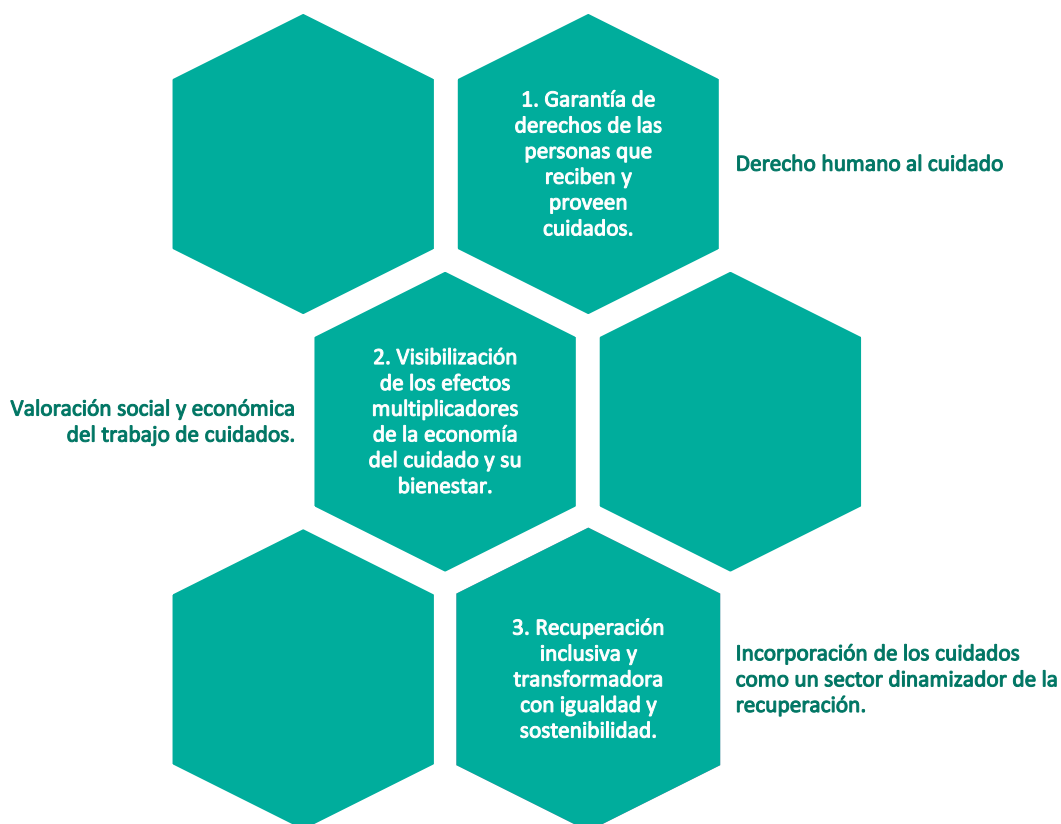 1. Garantía de
derechos de las
personas que
reciben y
proveen
cuidados.
Derecho humano al cuidado
Valoración social y económica
del trabajo de cuidados.
2. Visibilización
de los efectos
multiplicadores
de la economía
del cuidado y su
bienestar.
3. Recuperación
inclusiva y
transformadora
con igualdad y
sostenibilidad.
Incorporación de los cuidados
como un sector dinamizador de la
recuperación.